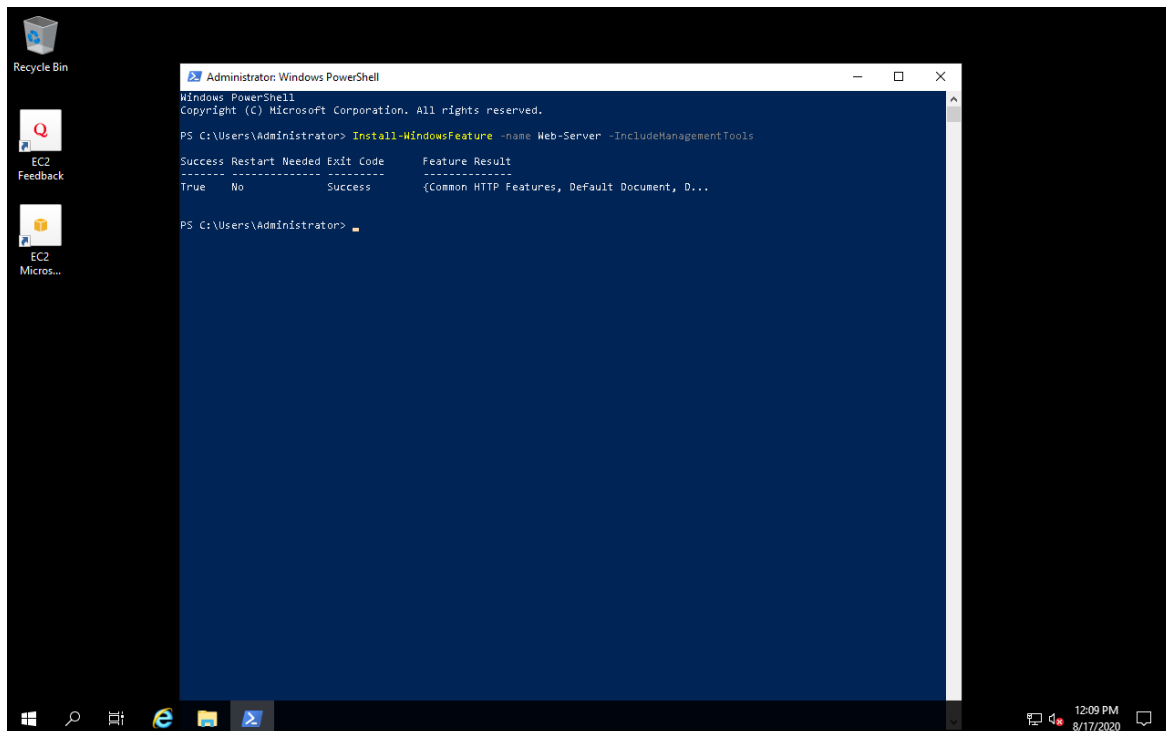 Recycle Bin
EC2
Feedback
EC2
Micros...
Administrator: Windows PowerShell
Windows PowerShell
Copyright (C) Microsoft Corporation. All rights reserved.
PS C:\Users\Administrator> Install-WindowsFeature -name Web-Server -IncludeManagementTools
Success Restart Needed Exit Code      Feature Result
------- -------------- ---------      --------------
True    No             Success        {Common HTTP Features, Default Document, D...
PS C:\Users\Administrator>
12:09 PM
8/17/2020